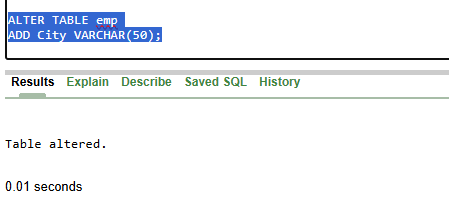 ALTER TABLE emp
ADD City VARCHAR(50);
Results Explain Describe Saved SQL History
Table altered.
0.01 seconds